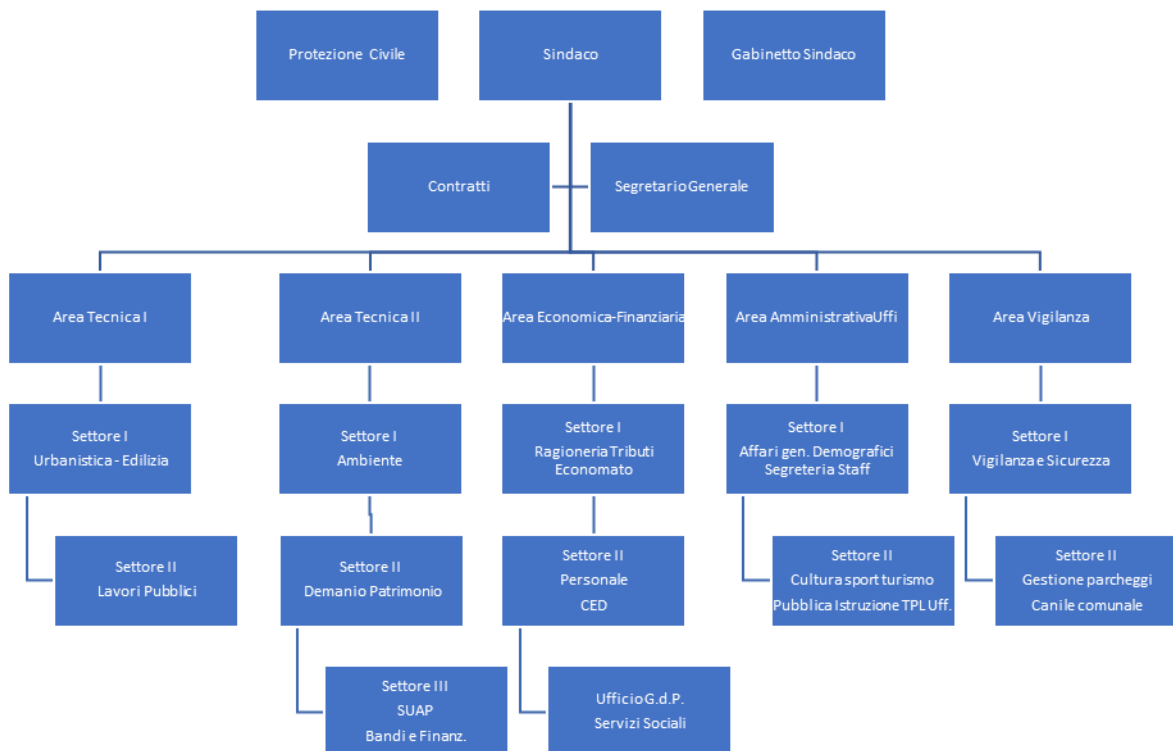 Protezione Civile
Sindaco
Gabinetto Sindaco
Contratti
Segretario Generale
Area Tecnica I
Area Tecnica II
Area Economica-Finanziaria
Area Amministrativa Uffi
Area Vigilanza
Settore I
Urbanistica - Edilizia
Settore I
Ambiente
Settore I
Ragioneria Tributi
Economato
Settore I
Affari gen. Demografici
Segreteria Staff
Settore I
Vigilanza e Sicurezza
Settore II
Lavori Pubblici
Settore II
Demanio Patrimonio
Settore II
Personale
CED
Settore II
Cultura sport turismo
Pubblica Istruzione TPL Uff.
Settore II
Gestione parcheggi
Canile comunale
Settore III
SUAP
Bandi e Finanz.
Ufficio G.d.P.
Servizi Sociali